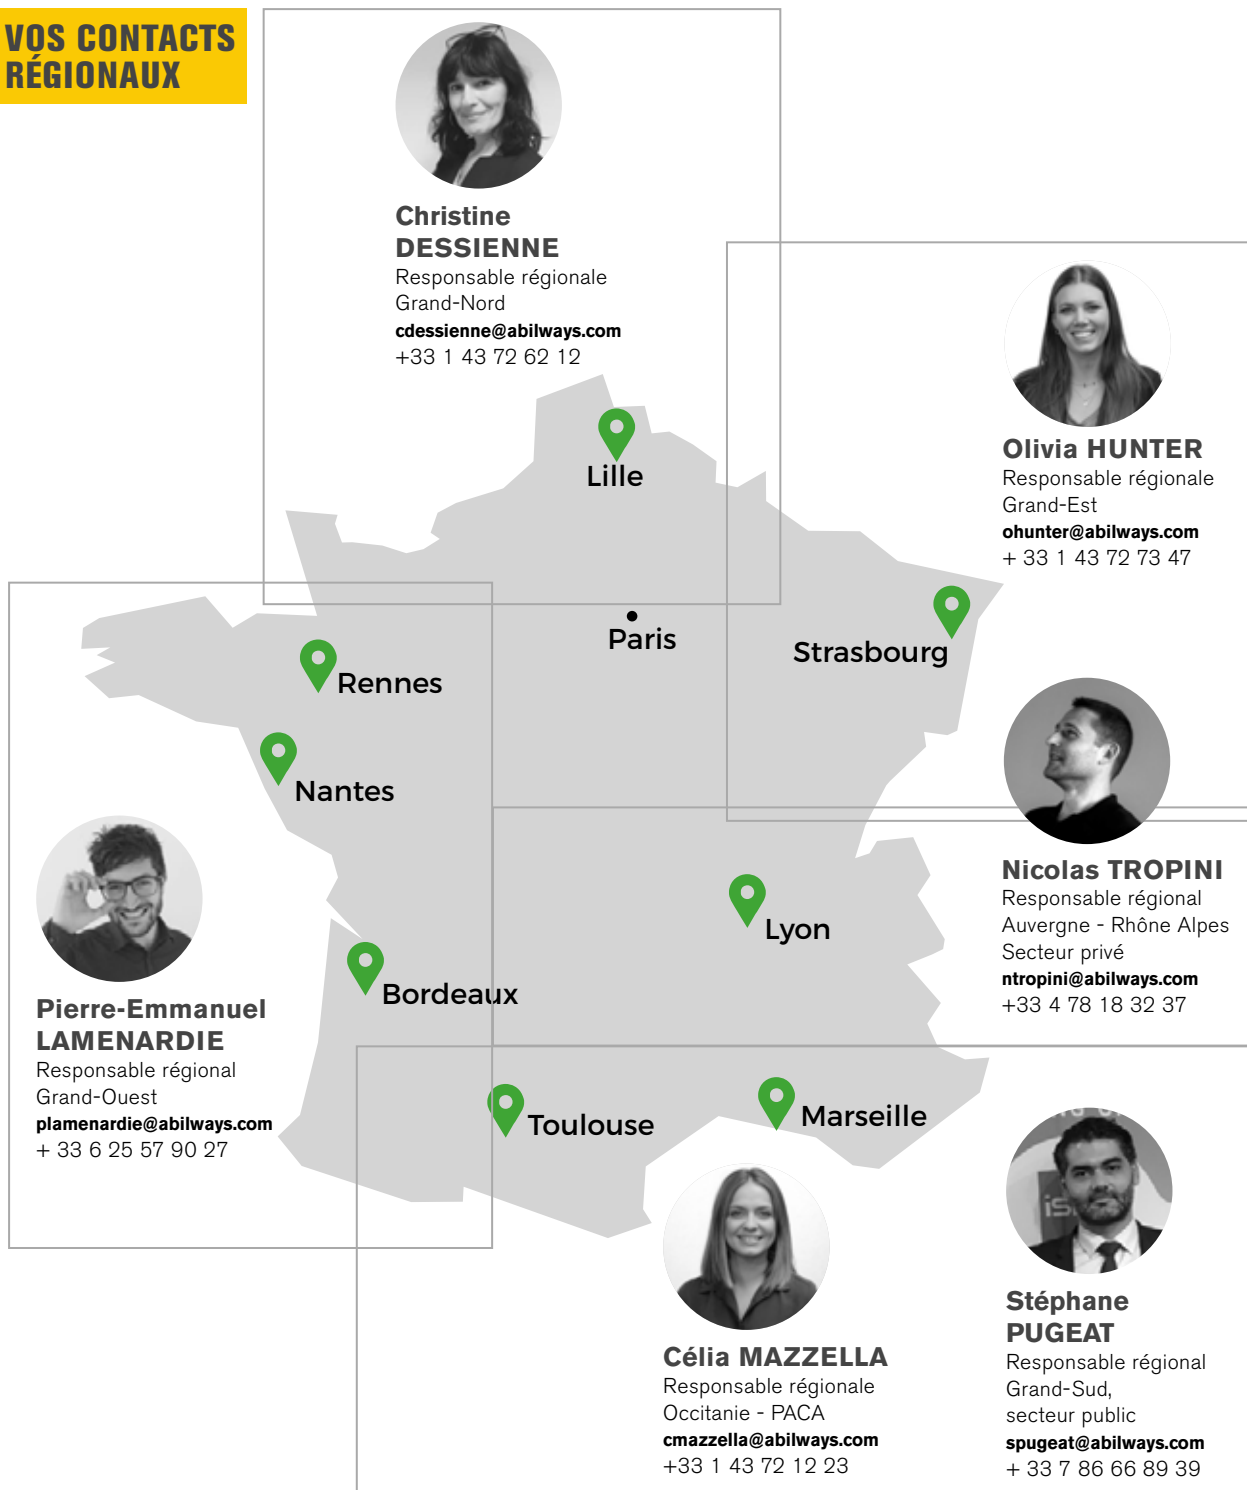 VOS CONTACTS
RÉGIONAUX
Christine
DESSIENNE
Responsable régionale
Grand-Nord
cdessienne@abilways.com
+33 1 43 72 62 12
Olivia HUNTER
Responsable régionale
Grand-Est
ohunter@abilways.com
+ 33 1 43 72 73 47
Lille
Paris
Strasbourg
Rennes
Nantes
Lyon
Bordeaux
Toulouse
Marseille
Nicolas TROPINI
Responsable régional
Auvergne - Rhône Alpes
Secteur privé
ntropini@abilways.com
+33 4 78 18 32 37
Pierre-Emmanuel
LAMENARDIE
Responsable régional
Grand-Ouest
plamenardie@abilways.com
+ 33 6 25 57 90 27
Célia MAZZELLA
Responsable régionale
Occitanie - PACA
cmazzella@abilways.com
+33 1 43 72 12 23
Stéphane
PUGEAT
Responsable régional
Grand-Sud,
secteur public
spugeat@abilways.com
+ 33 7 86 66 89 39